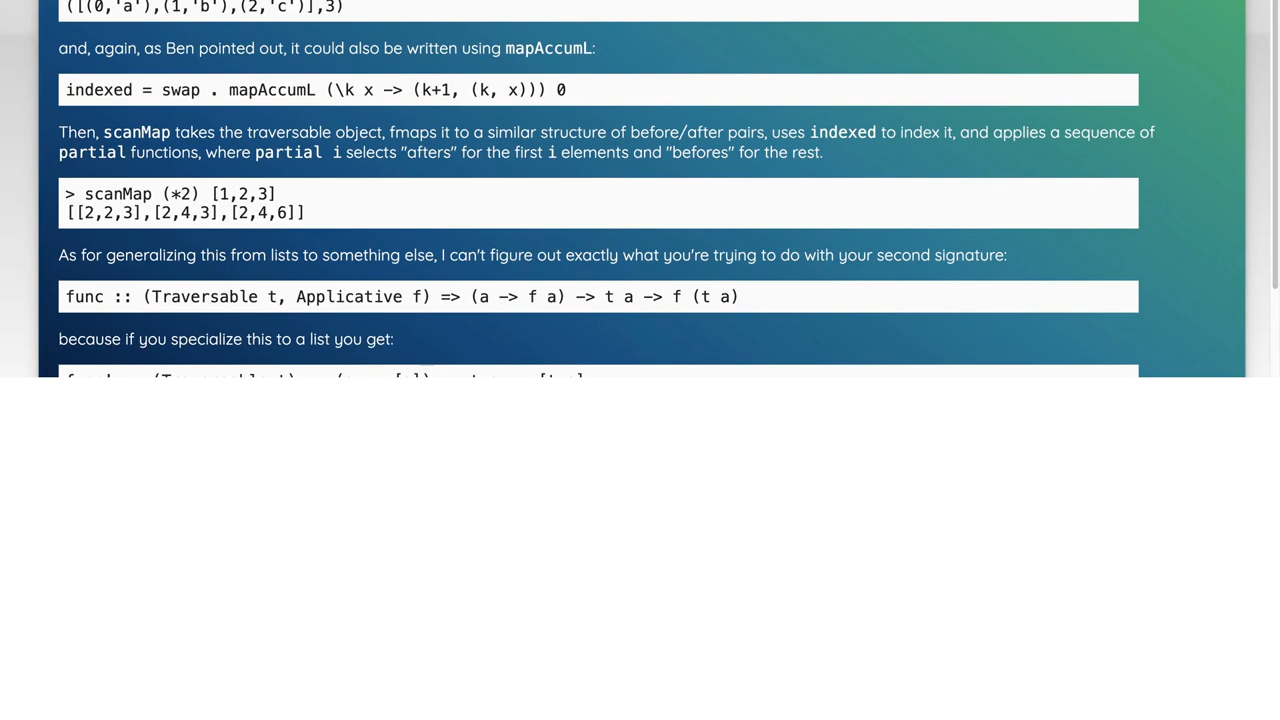 ([(0,'a'),(1,'b'),(2,'c')],3)
and, again, as Ben pointed out, it could also be written using mapAccumL:
indexed = swap . mapAccumL (\k x -> (k+1, (k, x))) 0
Then, scanMap takes the traversable object, fmaps it to a similar structure of before/after pairs, uses indexed to index it, and applies a sequence of
partial functions, where partial i selects "afters" for the first i elements and "befores" for the rest.
> scanMap (*2) [1,2,3]
[[2,2,3],[2,4,3],[2,4,6]]
As for generalizing this from lists to something else, I can't figure out exactly what you're trying to do with your second signature:
func :: (Traversable t, Applicative f) => (a -> f a) -> t a -> f (t a)
because if you specialize this to a list you get: